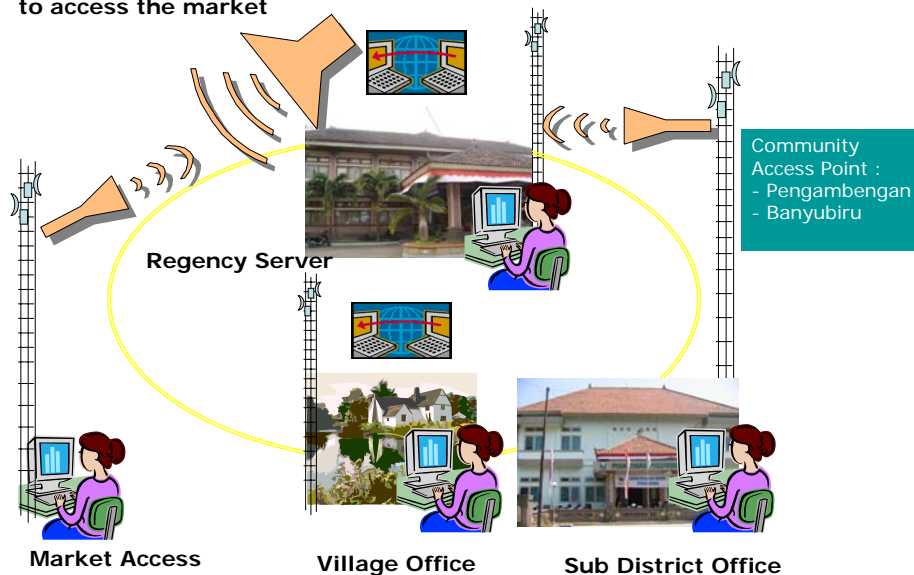 to access the market
Community
Access Point :
- Pengambengan
- Banyubiru
Regency Server
Market Access
Village Office
Sub District Office